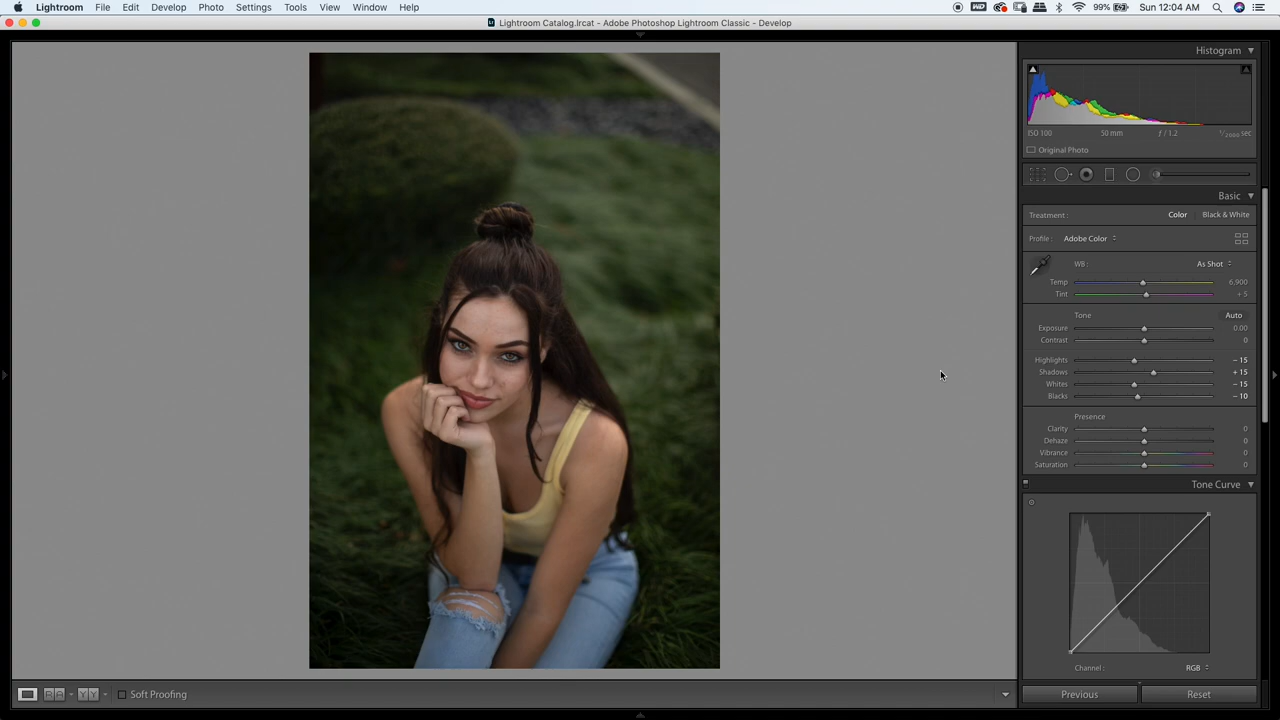 Lightroom File Edit Develop Photo Settings Tools View Window Help 99% Sun 12:04 AM
Lightroom Catalog.lrcat - Adobe Photoshop Lightroom Classic - Develop
Histogram
ISO 100 50 mm ƒ / 1.2 1/2000 sec
Original Photo
Basic
Treatment : Color Black & White
Profile : Adobe Color
WB : As Shot
Temp 6,900
Tint + 5
Tone Auto
Exposure 0.00
Contrast 0
Highlights − 15
Shadows + 15
Whites − 15
Blacks − 10
Presence
Clarity 0
Dehaze 0
Vibrance 0
Saturation 0
Tone Curve
Channel : RGB
Soft Proofing
Previous Reset